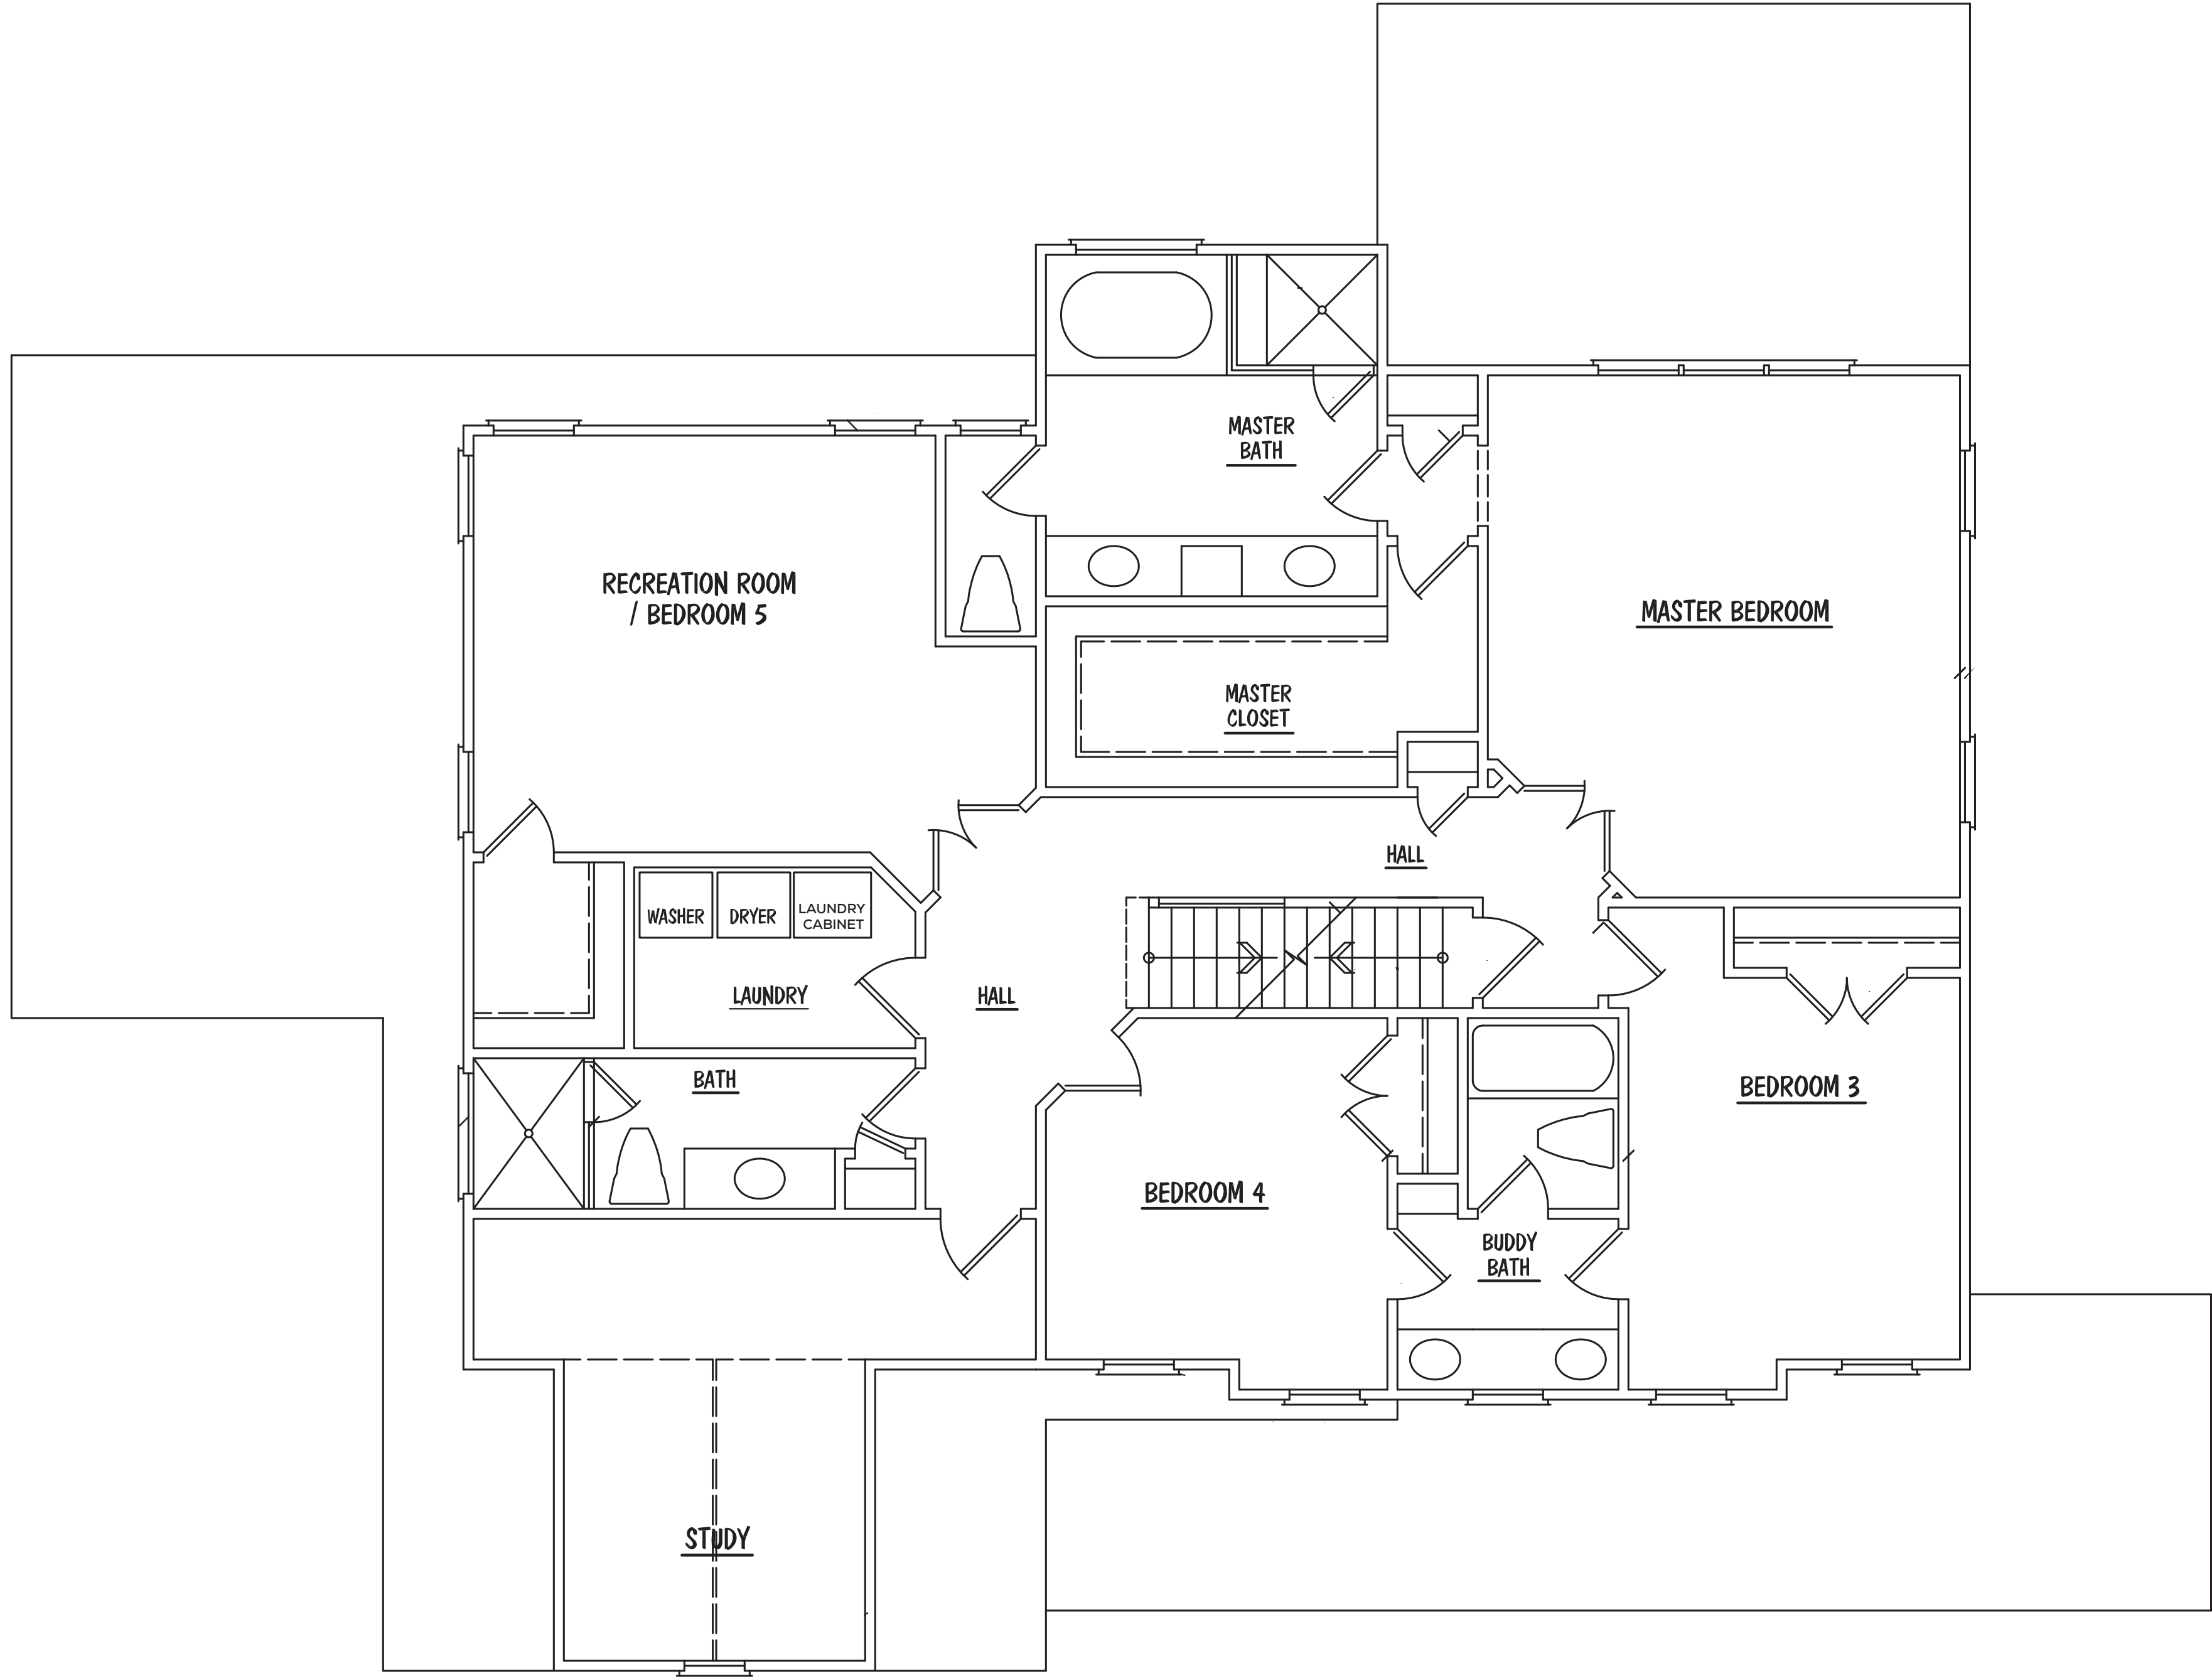 MASTER
BATH
RECREATION ROOM
/ BEDROOM 5
MASTER BEDROOM
MASTER
CLOSET
HALL
WASHER
DRYER
LAUNDRY
CABINET
LAUNDRY
HALL
BATH
BEDROOM 3
BEDROOM 4
BUDDY
BATH
STUDY